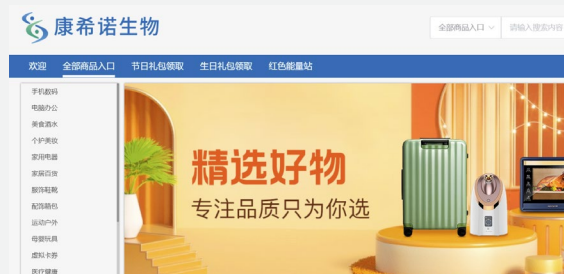 康希诺生物
全部商品入口 请输入搜索内容
欢迎 全部商品入口 节日礼包领取 生日礼包领取 红色能量站
手机数码
电脑办公
美食酒水
个护美妆
家用电器
家居百货
服饰鞋靴
配饰箱包
运动户外
母婴玩具
虚拟卡券
医疗健康
精选好物
专注品质只为你选